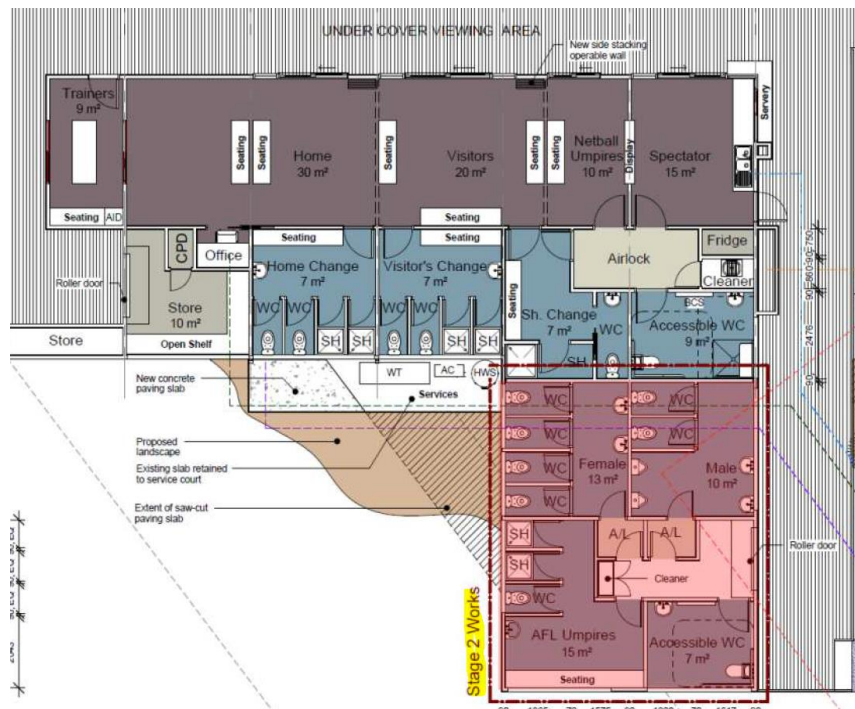 UNDER COVER VIEWING AREA
New side stacking
operable wall
Trainers
9 m²
Seating
AID
Seating
Seating
Home
30 m²
Seating
Visitors
20 m²
Seating
Seating
Netball
Umpires
10 m²
Display
Spectator
15 m²
Servery
Roller door
CPD
Office
Store
10 m²
Open Shelf
Store
Seating
Home Change
7 m²
WC
WC
SH
SH
Seating
Visitor's Change
7 m²
WC
WC
SH
SH
Seating
Sh. Change
7 m²
SH
WC
Airlock
Fridge
Cleaner
BCS
Accessible WC
9 m²
750
90
860
90
2476
90
New concrete
paving slab
WT
AC
HWS
Services
Proposed
landscape
Existing slab retained
to service court
Extent of saw-cut
paving slab
WC
WC
WC
WC
Female
13 m²
WC
WC
Male
10 m²
SH
SH
WC
A/L
A/L
Cleaner
Roller door
AFL Umpires
15 m²
Seating
Accessible WC
7 m²
Stage 2 Works